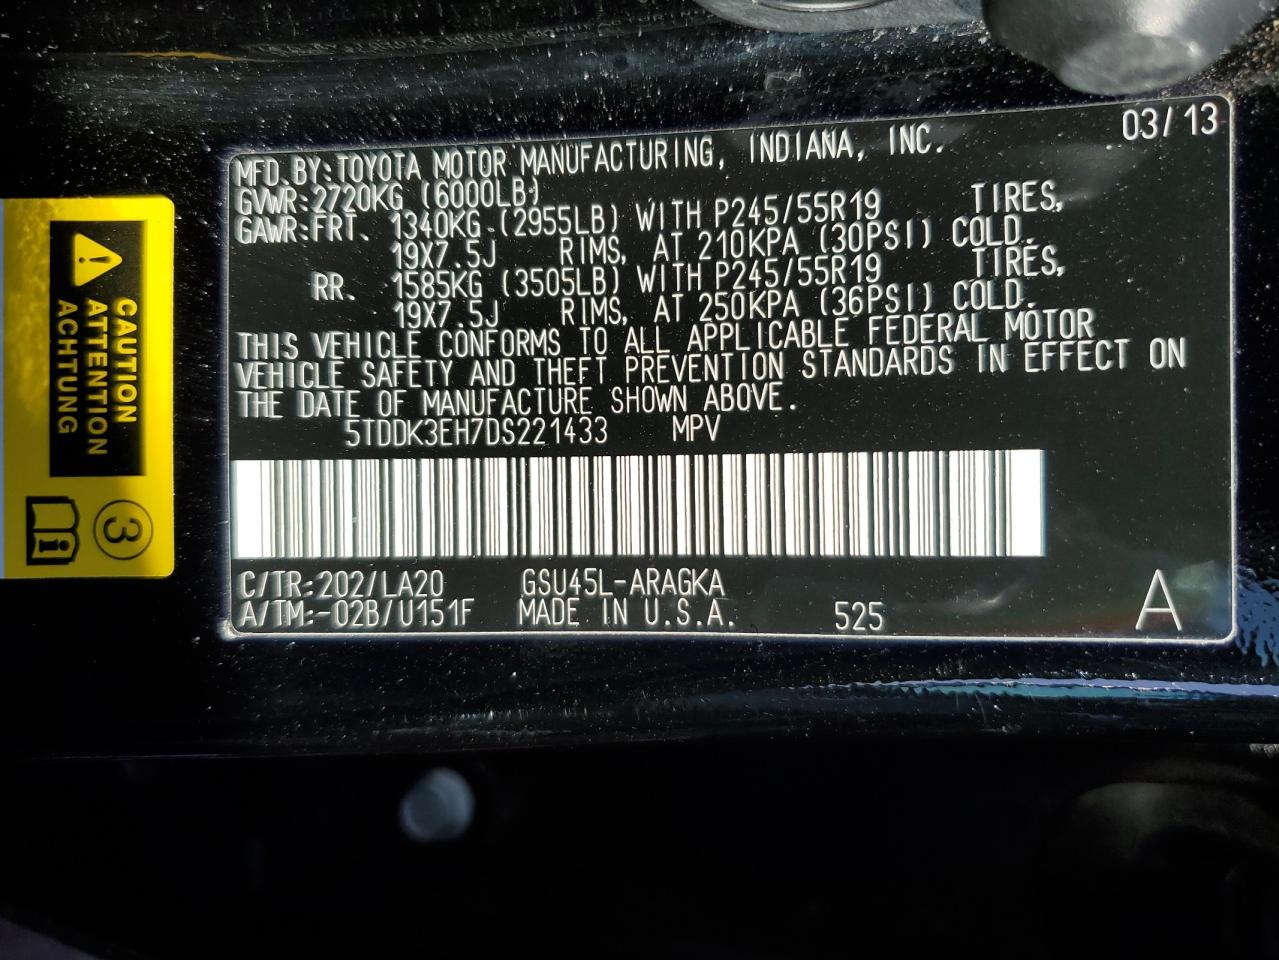 03/13
MFD.BY:TOYOTA MOTOR MANUFACTURING, INDIANA, INC.
GVWR:2720KG (6000LB)
GAWR:FRT. 1340KG (2955LB) WITH P245/55R19 TIRES,
19X7.5J RIMS, AT 210KPA (30PSI) COLD.
RR. 1585KG (3505LB) WITH P245/55R19 TIRES,
19X7.5J RIMS, AT 250KPA (36PSI) COLD.
THIS VEHICLE CONFORMS TO ALL APPLICABLE FEDERAL MOTOR
VEHICLE SAFETY AND THEFT PREVENTION STANDARDS IN EFFECT ON
THE DATE OF MANUFACTURE SHOWN ABOVE.
5TDDK3EH7DS221433 MPV
C/TR:202/LA20 GSU45L-ARAGKA
A/TM:-02B/U151F MADE IN U.S.A. 525 A
CAUTION
ATTENTION
ACHTUNG
3